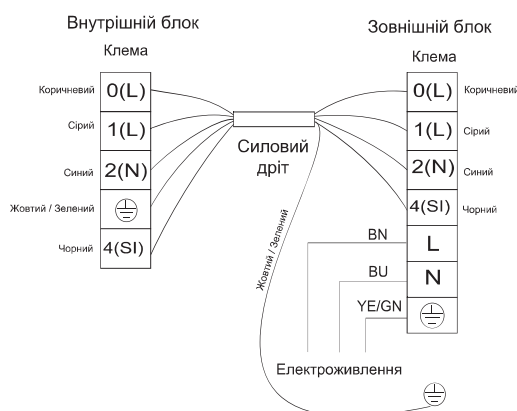 Внутрішній блок
Клема
Коричневий 0(L)
Сірий 1(L)
Синий 2(N)
Жовтий / Зелений
Чорний 4(SI)
Силовий
дріт
Жовтий / Зелений
Зовнішній блок
Клема
0(L) Коричневий
1(L) Сірий
2(N) Синий
4(SI) Чорний
BN L
BU N
YE/GN
Електроживлення